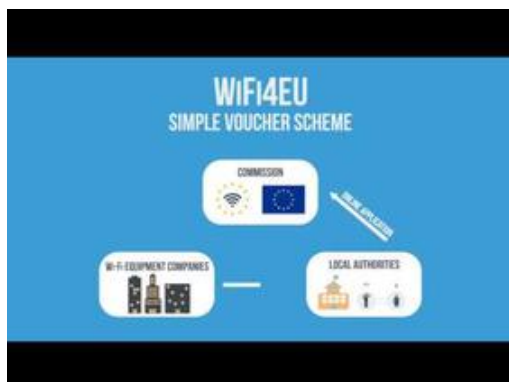 WiFi4EU
SIMPLE VOUCHER SCHEME
COMMISSION
ONLINE APPLICATION
Wi-Fi-EQUIPMENT COMPANIES
LOCAL AUTHORITIES